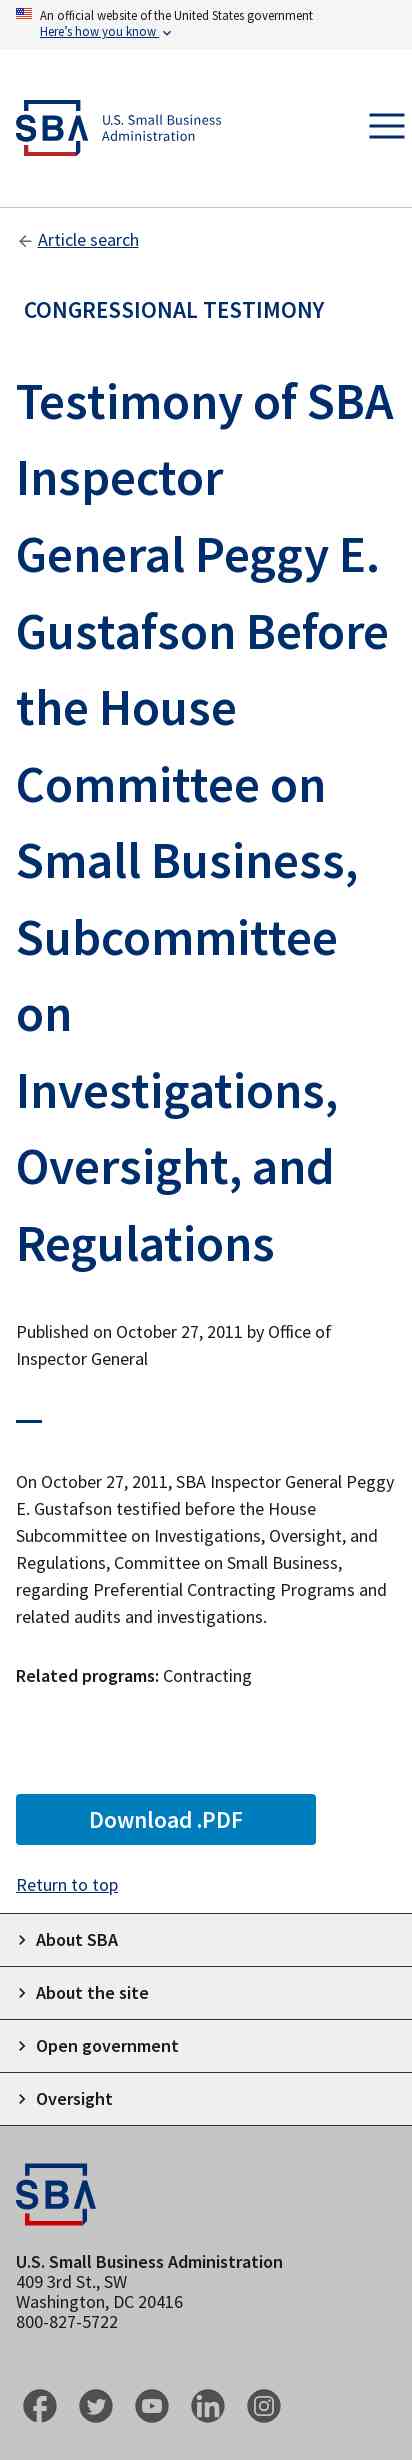 An official website of the United States government
Here's how you know
SBA
U.S. Small Business
Administration
Article search
CONGRESSIONAL TESTIMONY
Testimony of SBA
Inspector
General Peggy E.
Gustafson Before
the House
Committee on
Small Business,
Subcommittee
on
Investigations,
Oversight, and
Regulations
Published on October 27, 2011 by Office of
Inspector General
On October 27, 2011, SBA Inspector General Peggy
E. Gustafson testified before the House
Subcommittee on Investigations, Oversight, and
Regulations, Committee on Small Business,
regarding Preferential Contracting Programs and
related audits and investigations.
Related programs: Contracting
Download .PDF
Return to top
About SBA
About the site
Open government
Oversight
SBA
U.S. Small Business Administration
409 3rd St., SW
Washington, DC 20416
800-827-5722